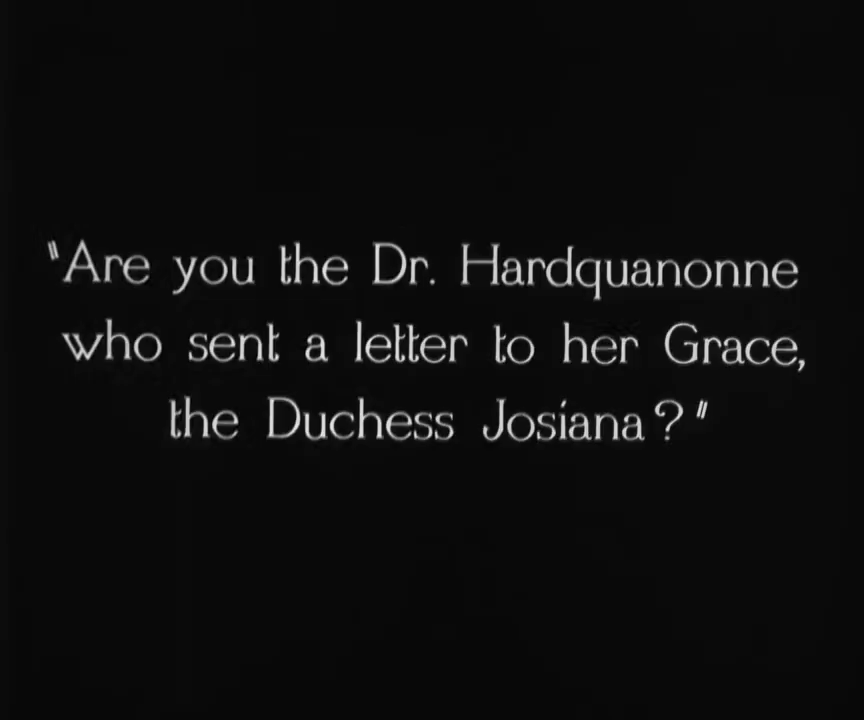 "Are you the Dr. Hardquanonne
who sent a letter to her Grace,
the Duchess Josiana?"